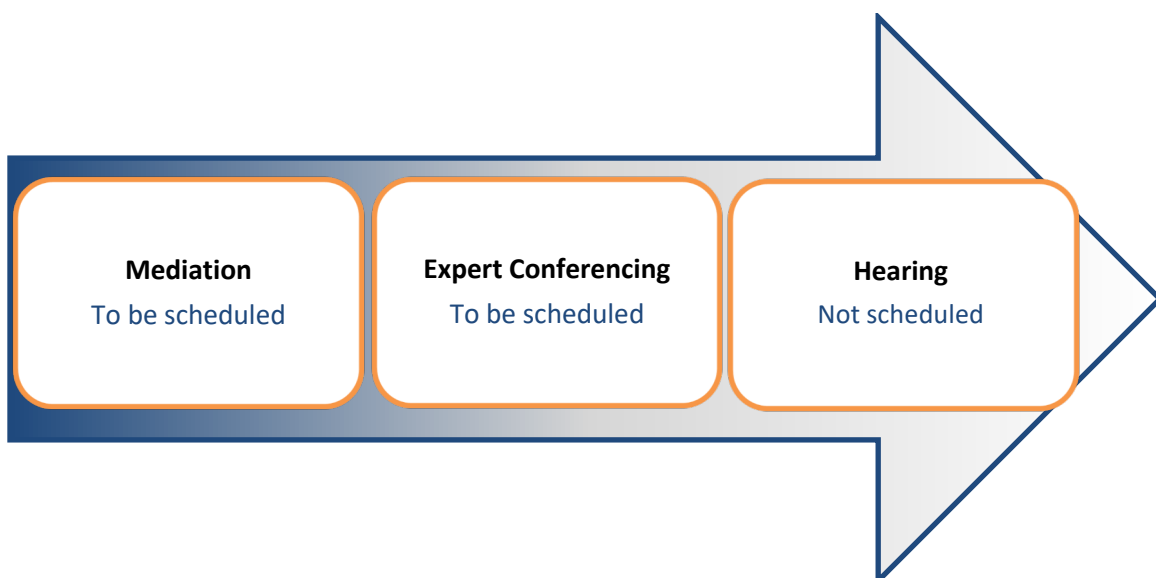 Mediation
To be scheduled
Expert Conferencing
To be scheduled
Hearing
Not scheduled